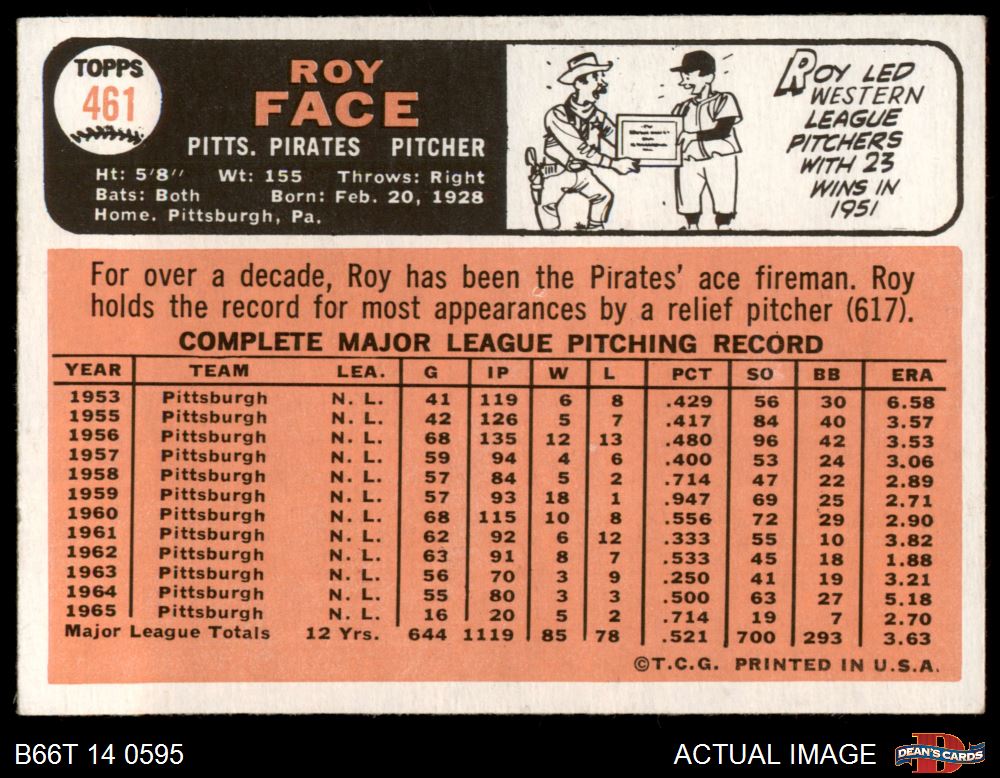 TOPPS
461
ROY
FACE
PITTS. PIRATES PITCHER
Ht: 5'8" Wt: 155 Throws: Right
Bats: Both Born: Feb. 20, 1928
Home. Pittsburgh, Pa.
ROY LED
WESTERN
LEAGUE
PITCHERS
WITH 23
WINS IN
1951
For over a decade, Roy has been the Pirates' ace fireman. Roy
holds the record for most appearances by a relief pitcher (617).
COMPLETE MAJOR LEAGUE PITCHING RECORD
YEAR TEAM LEA. G IP W L PCT SO BB ERA
1953 Pittsburgh N. L. 41 119 6 8 .429 56 30 6.58
1955 Pittsburgh N. L. 42 126 5 7 .417 84 40 3.57
1956 Pittsburgh N. L. 68 135 12 13 .480 96 42 3.53
1957 Pittsburgh N. L. 59 94 4 6 .400 53 24 3.06
1958 Pittsburgh N. L. 57 84 5 2 .714 47 22 2.89
1959 Pittsburgh N. L. 57 93 18 1 .947 69 25 2.71
1960 Pittsburgh N. L. 68 115 10 8 .556 72 29 2.90
1961 Pittsburgh N. L. 62 92 6 12 .333 55 10 3.82
1962 Pittsburgh N. L. 63 91 8 7 .533 45 18 1.88
1963 Pittsburgh N. L. 56 70 3 9 .250 41 19 3.21
1964 Pittsburgh N. L. 55 80 3 3 .500 63 27 5.18
1965 Pittsburgh N. L. 16 20 5 2 .714 19 7 2.70
Major League Totals 12 Yrs. 644 1119 85 78 .521 700 293 3.63
©T.C.G. PRINTED IN U.S.A.
B66T 14 0595
ACTUAL IMAGE
DEAN'S CARDS